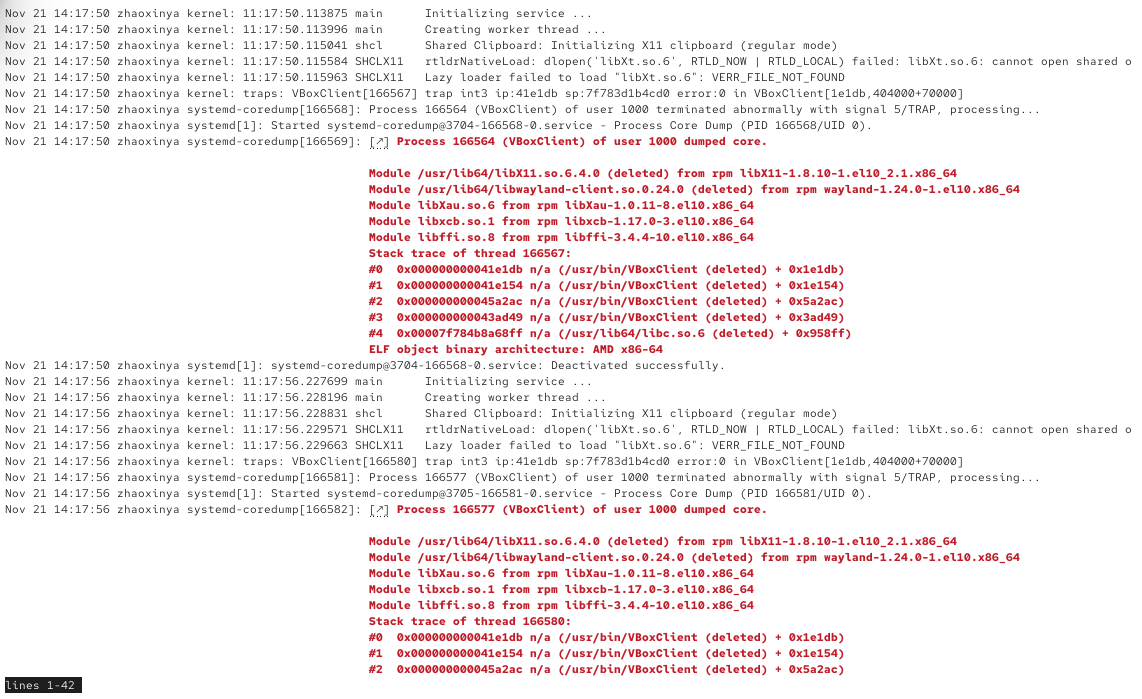 Nov 21 14:17:50 zhaoxinya kernel: 11:17:50.113875 main     Initializing service ...
Nov 21 14:17:50 zhaoxinya kernel: 11:17:50.113996 main     Creating worker thread ...
Nov 21 14:17:50 zhaoxinya kernel: 11:17:50.115041 shcl     Shared Clipboard: Initializing X11 clipboard (regular mode)
Nov 21 14:17:50 zhaoxinya kernel: 11:17:50.115584 SHCLX11  rtldrNativeLoad: dlopen('libXt.so.6', RTLD_NOW | RTLD_LOCAL) failed: libXt.so.6: cannot open shared o
Nov 21 14:17:50 zhaoxinya kernel: 11:17:50.115963 SHCLX11  Lazy loader failed to load "libXt.so.6": VERR_FILE_NOT_FOUND
Nov 21 14:17:50 zhaoxinya kernel: traps: VBoxClient[166567] trap int3 ip:41e1db sp:7f783d1b4cd0 error:0 in VBoxClient[1e1db,404000+70000]
Nov 21 14:17:50 zhaoxinya systemd-coredump[166568]: Process 166564 (VBoxClient) of user 1000 terminated abnormally with signal 5/TRAP, processing...
Nov 21 14:17:50 zhaoxinya systemd[1]: Started systemd-coredump@3704-166568-0.service - Process Core Dump (PID 166568/UID 0).
Nov 21 14:17:50 zhaoxinya systemd-coredump[166569]: [↗] Process 166564 (VBoxClient) of user 1000 dumped core.
Module /usr/lib64/libX11.so.6.4.0 (deleted) from rpm libX11-1.8.10-1.el10_2.1.x86_64
Module /usr/lib64/libwayland-client.so.0.24.0 (deleted) from rpm wayland-1.24.0-1.el10.x86_64
Module libXau.so.6 from rpm libXau-1.0.11-8.el10.x86_64
Module libxcb.so.1 from rpm libxcb-1.17.0-3.el10.x86_64
Module libffi.so.8 from rpm libffi-3.4.4-10.el10.x86_64
Stack trace of thread 166567:
#0  0x000000000041e1db n/a (/usr/bin/VBoxClient (deleted) + 0x1e1db)
#1  0x000000000041e154 n/a (/usr/bin/VBoxClient (deleted) + 0x1e154)
#2  0x000000000045a2ac n/a (/usr/bin/VBoxClient (deleted) + 0x5a2ac)
#3  0x000000000043ad49 n/a (/usr/bin/VBoxClient (deleted) + 0x3ad49)
#4  0x00007f784b8a68ff n/a (/usr/lib64/libc.so.6 (deleted) + 0x958ff)
ELF object binary architecture: AMD x86-64
Nov 21 14:17:50 zhaoxinya systemd[1]: systemd-coredump@3704-166568-0.service: Deactivated successfully.
Nov 21 14:17:56 zhaoxinya kernel: 11:17:56.227699 main     Initializing service ...
Nov 21 14:17:56 zhaoxinya kernel: 11:17:56.228196 main     Creating worker thread ...
Nov 21 14:17:56 zhaoxinya kernel: 11:17:56.228831 shcl     Shared Clipboard: Initializing X11 clipboard (regular mode)
Nov 21 14:17:56 zhaoxinya kernel: 11:17:56.229571 SHCLX11  rtldrNativeLoad: dlopen('libXt.so.6', RTLD_NOW | RTLD_LOCAL) failed: libXt.so.6: cannot open shared o
Nov 21 14:17:56 zhaoxinya kernel: 11:17:56.229663 SHCLX11  Lazy loader failed to load "libXt.so.6": VERR_FILE_NOT_FOUND
Nov 21 14:17:56 zhaoxinya kernel: traps: VBoxClient[166580] trap int3 ip:41e1db sp:7f783d1b4cd0 error:0 in VBoxClient[1e1db,404000+70000]
Nov 21 14:17:56 zhaoxinya systemd-coredump[166581]: Process 166577 (VBoxClient) of user 1000 terminated abnormally with signal 5/TRAP, processing...
Nov 21 14:17:56 zhaoxinya systemd[1]: Started systemd-coredump@3705-166581-0.service - Process Core Dump (PID 166581/UID 0).
Nov 21 14:17:56 zhaoxinya systemd-coredump[166582]: [↗] Process 166577 (VBoxClient) of user 1000 dumped core.
Module /usr/lib64/libX11.so.6.4.0 (deleted) from rpm libX11-1.8.10-1.el10_2.1.x86_64
Module /usr/lib64/libwayland-client.so.0.24.0 (deleted) from rpm wayland-1.24.0-1.el10.x86_64
Module libXau.so.6 from rpm libXau-1.0.11-8.el10.x86_64
Module libxcb.so.1 from rpm libxcb-1.17.0-3.el10.x86_64
Module libffi.so.8 from rpm libffi-3.4.4-10.el10.x86_64
Stack trace of thread 166580:
#0  0x000000000041e1db n/a (/usr/bin/VBoxClient (deleted) + 0x1e1db)
#1  0x000000000041e154 n/a (/usr/bin/VBoxClient (deleted) + 0x1e154)
#2  0x000000000045a2ac n/a (/usr/bin/VBoxClient (deleted) + 0x5a2ac)
lines 1-42